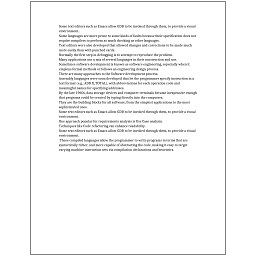 Some text editors such as Emacs allow GDB to be invoked through them, to provide a visual
environment.
Some languages are more prone to some kinds of faults because their specification does not
require compilers to perform as much checking as other languages.
Text editors were also developed that allowed changes and corrections to be made much
more easily than with punched cards.
Normally the first step in debugging is to attempt to reproduce the problem.
Many applications use a mix of several languages in their construction and use.
Sometimes software development is known as software engineering, especially when it
employs formal methods or follows an engineering design process.
There are many approaches to the Software development process.
Assembly languages were soon developed that let the programmer specify instruction in a
text format (e.g., ADD X, TOTAL), with abbreviations for each operation code and
meaningful names for specifying addresses.
By the late 1960s, data storage devices and computer terminals became inexpensive enough
that programs could be created by typing directly into the computers.
They are the building blocks for all software, from the simplest applications to the most
sophisticated ones.
Some text editors such as Emacs allow GDB to be invoked through them, to provide a visual
environment.
One approach popular for requirements analysis is Use Case analysis.
Techniques like Code refactoring can enhance readability.
Some text editors such as Emacs allow GDB to be invoked through them, to provide a visual
environment.
These compiled languages allow the programmer to write programs in terms that are
syntactically richer, and more capable of abstracting the code, making it easy to target
varying machine instruction sets via compilation declarations and heuristics.